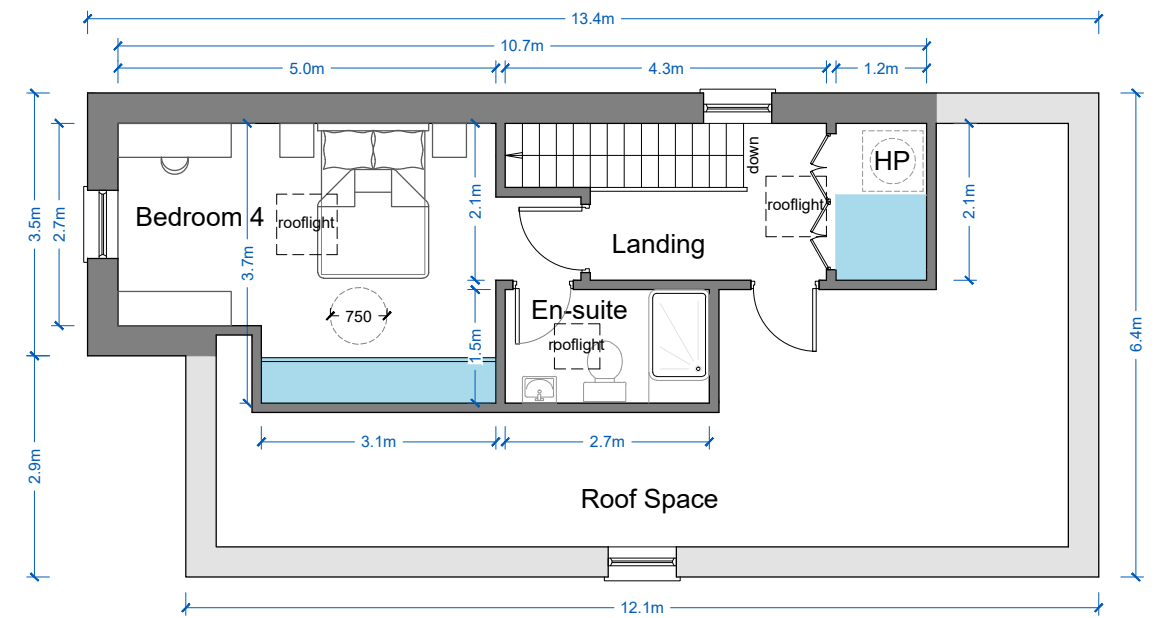 13.4m
10.7m
5.0m
4.3m
1.2m
HP
down
Bedroom 4
rooflight
rooflight
2.1m
2.1m
3.5m
2.7m
3.7m
Landing
En-suite
750
rooflight
1.5m
6.4m
3.1m
2.7m
2.9m
Roof Space
12.1m